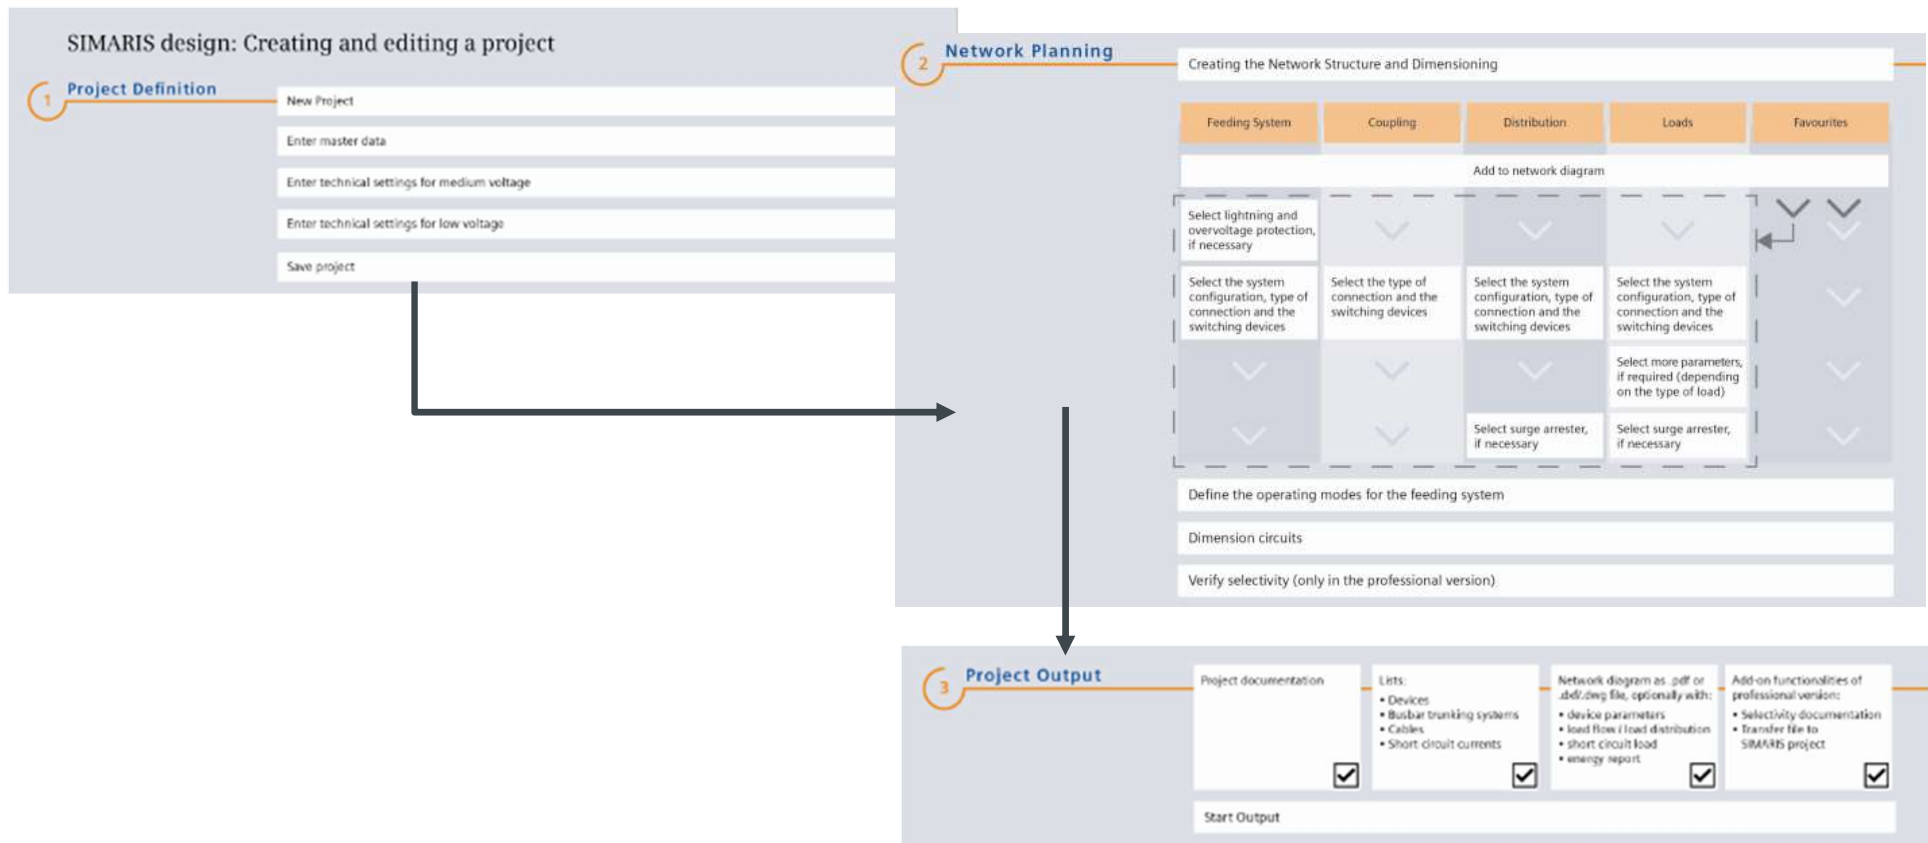 SIMARIS design: Creating and editing a project
1
Project Definition
New Project
Enter master data
Enter technical settings for medium voltage
Enter technical settings for low voltage
Save project
2
Network Planning
Creating the Network Structure and Dimensioning
Feeding System
Coupling
Distribution
Loads
Favourites
Add to network diagram
Select lightning and
overvoltage protection,
if necessary
Select the system
configuration, type of
connection and the
switching devices
Select the type of
connection and the
switching devices
Select the system
configuration, type of
connection and the
switching devices
Select the system
configuration, type of
connection and the
switching devices
Select more parameters,
if required (depending
on the type of load)
Select surge arrester,
if necessary
Select surge arrester,
if necessary
Define the operating modes for the feeding system
Dimension circuits
Verify selectivity (only in the professional version)
3
Project Output
Project documentation
Lists:
• Devices
• Busbar trunking systems
• Cables
• Short circuit currents
Network diagram as .pdf or
.dxf/.dwg file, optionally with:
• device parameters
• load flow / load distribution
• short circuit load
• energy report
Add-on functionalities of
professional version:
• Selectivity documentation
• Transfer file to
SIMARIS project
Start Output